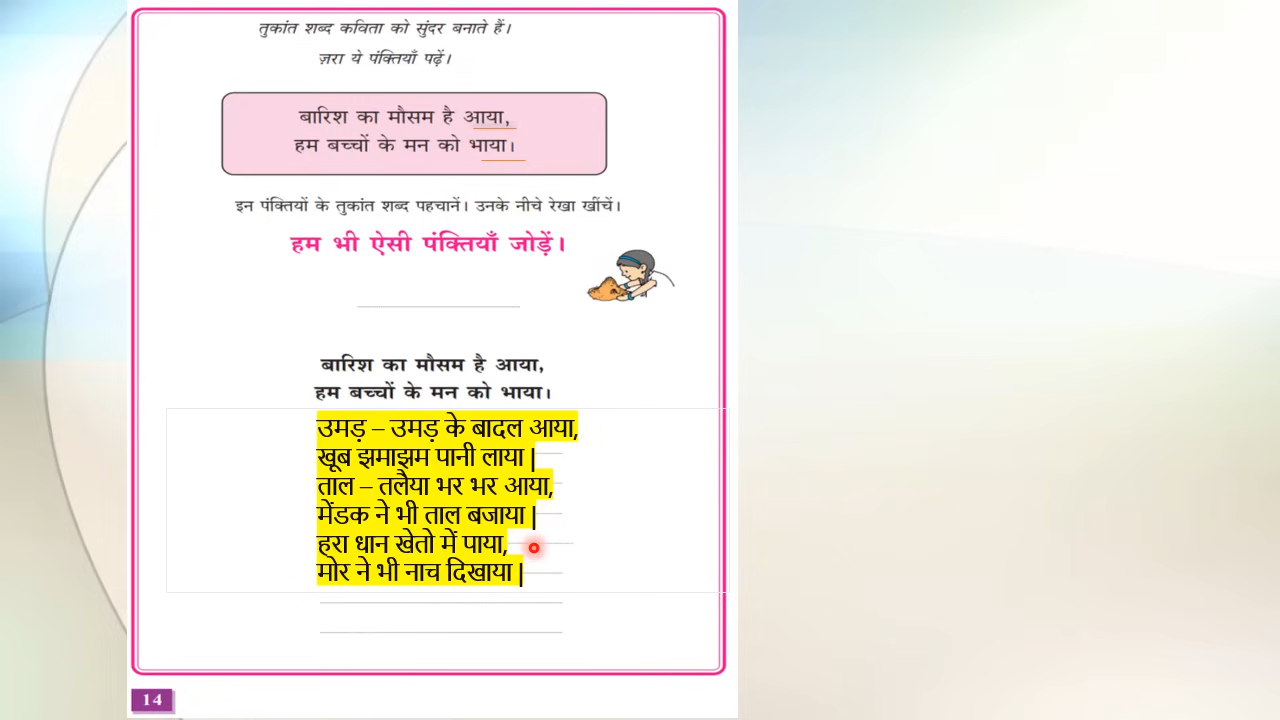 तुकांत शब्द कविता को सुंदर बनाते हैं।
ज़रा ये पंक्तियाँ पढ़ें।
बारिश का मौसम है आया,
हम बच्चों के मन को भाया।
इन पंक्तियों के तुकांत शब्द पहचानें। उनके नीचे रेखा खींचें।
हम भी ऐसी पंक्तियाँ जोड़ें।
बारिश का मौसम है आया,
हम बच्चों के मन को भाया।
उमड़ – उमड़ के बादल आया,
खूब झमाझम पानी लाया |
ताल – तलैया भर भर आया,
मेंडक ने भी ताल बजाया |
हरा धान खेतो में पाया,
मोर ने भी नाच दिखाया |
14